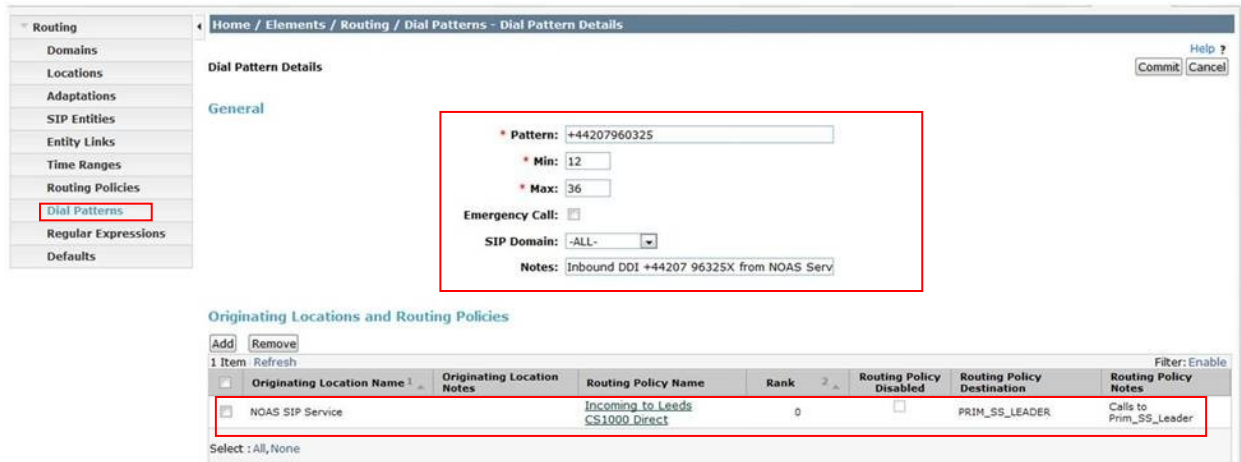 Routing
Domains
Locations
Adaptations
SIP Entities
Entity Links
Time Ranges
Routing Policies
Dial Patterns
Regular Expressions
Defaults
Home / Elements / Routing / Dial Patterns - Dial Pattern Details
Help ?
Dial Pattern Details
Commit Cancel
General
* Pattern: +44207960325
* Min: 12
* Max: 36
Emergency Call:
SIP Domain: -ALL-
Notes: Inbound DDI +44207 96325X from NOAS Serv
Originating Locations and Routing Policies
Add Remove
1 Item Refresh Filter: Enable
Originating Location Name 1 Originating Location Notes Routing Policy Name Rank 2 Routing Policy Disabled Routing Policy Destination Routing Policy Notes
NOAS SIP Service Incoming to Leeds CS1000 Direct 0 PRIM_SS_LEADER Calls to Prim_SS_Leader
Select : All, None